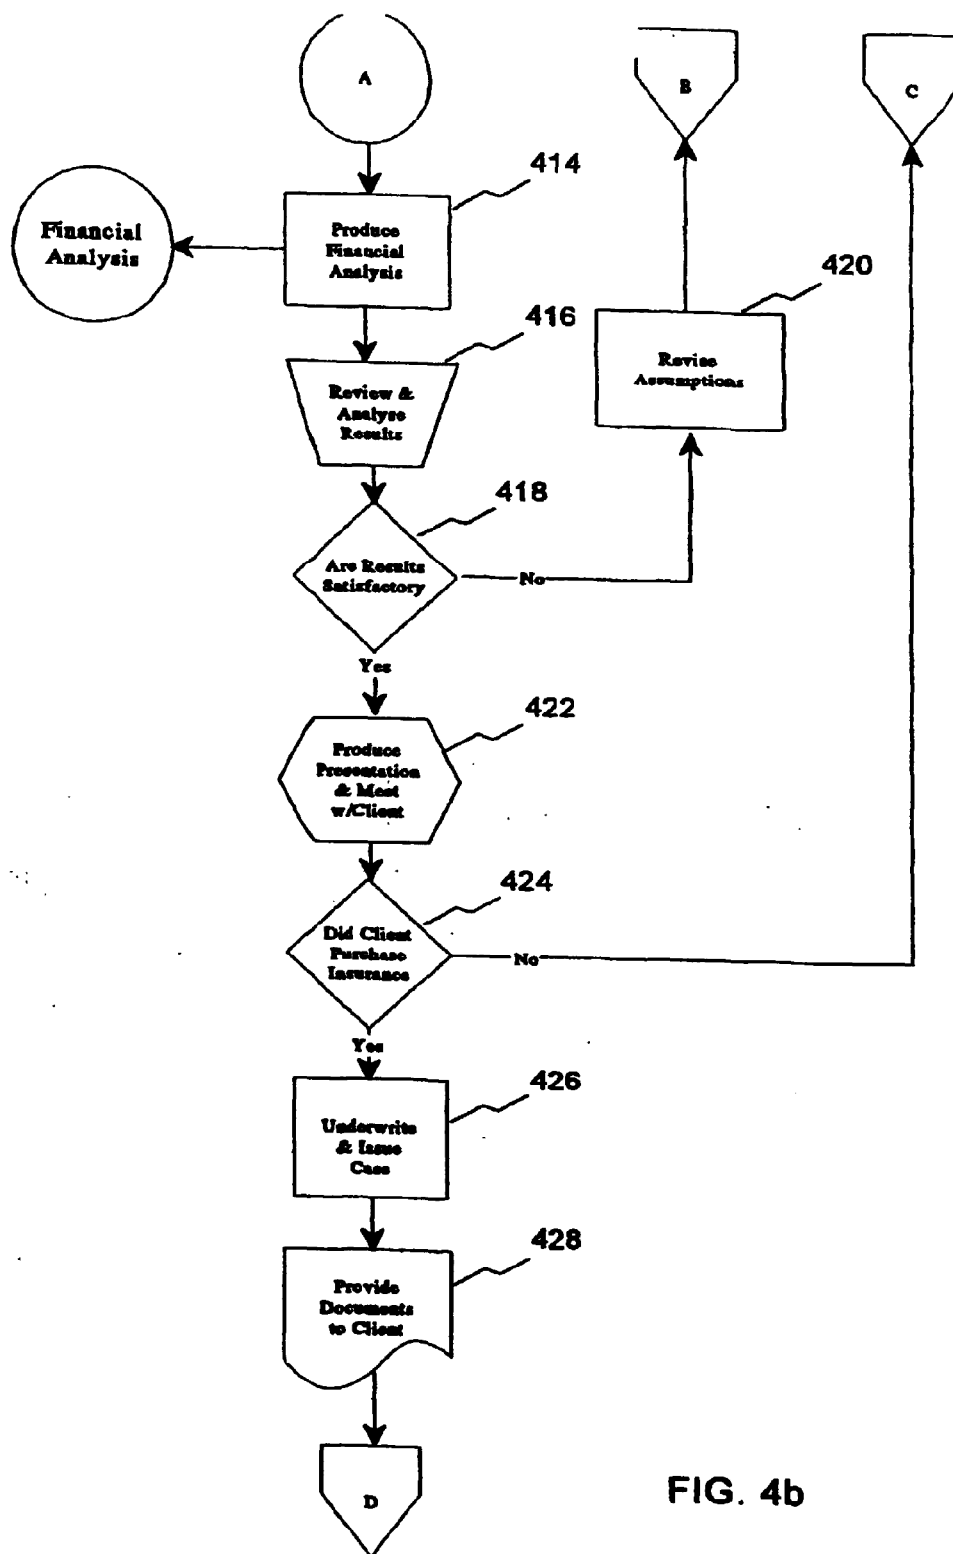 A
B
C
414
Produce
Financial
Analysis
Financial
Analysis
420
Revise
Assumptions
416
Review &
Analyse
Results
418
Are Results
Satisfactory
No
Yes
422
Produce
Presentation
& Meet
w/Client
424
Did Client
Purchase
Insurance
No
Yes
426
Underwrite
& Issue
Case
428
Provide
Documents
to Client
D
FIG. 4b